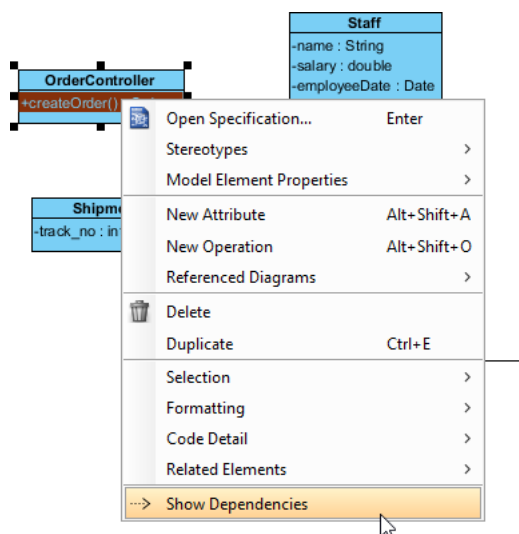 Staff
-name : String
-salary : double
-employeeDate : Date
OrderController
+createOrder()
Open Specification... Enter
Stereotypes
Model Element Properties
-track_no :
New Attribute Alt+Shift+A
New Operation Alt+Shift+O
Referenced Diagrams
Delete
Duplicate Ctrl+E
Selection
Formatting
Code Detail
Related Elements
Show Dependencies